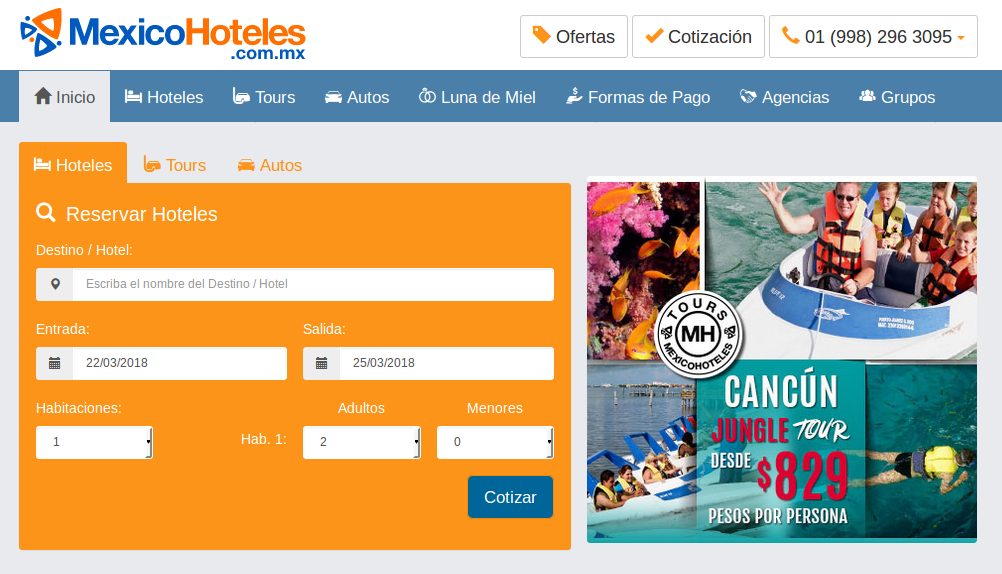 MexicoHoteles
.com.mx
Ofertas
Cotización
01 (998) 296 3095
Inicio
Hoteles
Tours
Autos
Luna de Miel
Formas de Pago
Agencias
Grupos
Hoteles
Tours
Autos
Reservar Hoteles
Destino / Hotel:
Escriba el nombre del Destino / Hotel
Entrada:
Salida:
22/03/2018
25/03/2018
Habitaciones:
Adultos
Menores
1
Hab. 1:
2
0
Cotizar
TOURS
MH
MEXICOHOTELES
CANCÚN
JUNGLE TOUR
DESDE
$829
PESOS POR PERSONA